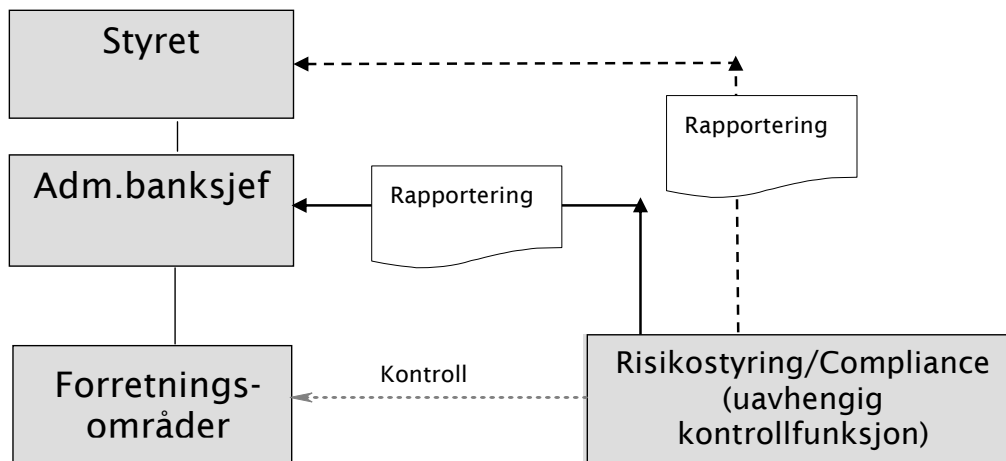 Styret
Rapportering
Adm.banksjef
Rapportering
Forretnings-
områder
Kontroll
Risikostyring/Compliance
(uavhengig
kontrollfunksjon)